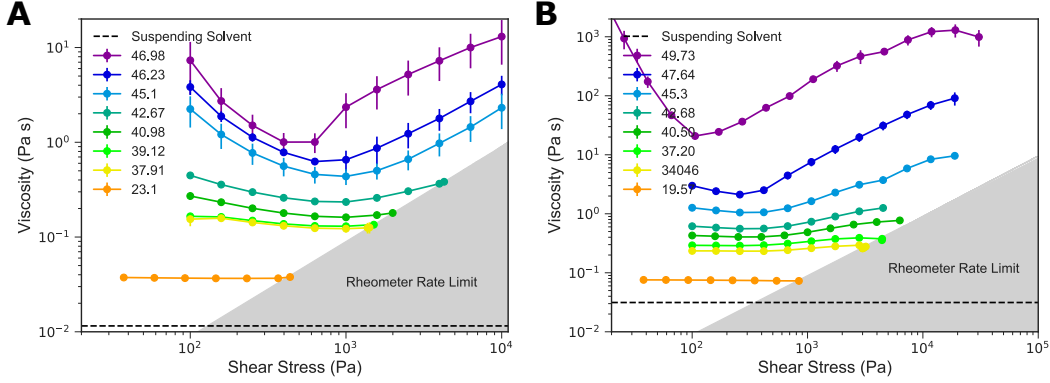 A
Suspending Solvent
46.98
46.23
45.1
42.67
40.98
39.12
37.91
23.1
Rheometer Rate Limit
Viscosity (Pa s)
10¹
10⁰
10⁻¹
10⁻²
10² 10³ 10⁴
Shear Stress (Pa)
B
Suspending Solvent
49.73
47.64
45.3
42.68
40.50
37.20
34046
19.57
Rheometer Rate Limit
Viscosity (Pa s)
10³
10²
10¹
10⁰
10⁻¹
10⁻²
10² 10³ 10⁴ 10⁵
Shear Stress (Pa)